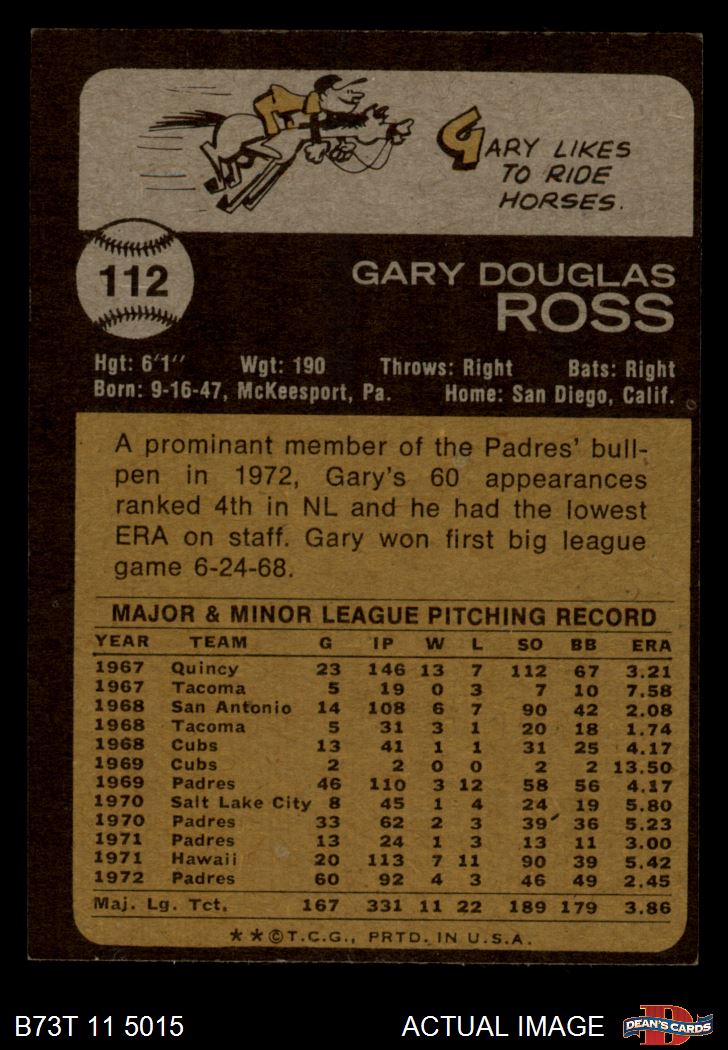 GARY LIKES
TO RIDE
HORSES.
112
GARY DOUGLAS
ROSS
Hgt: 6'1" Wgt: 190 Throws: Right Bats: Right
Born: 9-16-47, McKeesport, Pa. Home: San Diego, Calif.
A prominant member of the Padres' bull-
pen in 1972, Gary's 60 appearances
ranked 4th in NL and he had the lowest
ERA on staff. Gary won first big league
game 6-24-68.
MAJOR & MINOR LEAGUE PITCHING RECORD
YEAR TEAM G IP W L SO BB ERA
1967 Quincy 23 146 13 7 112 67 3.21
1967 Tacoma 5 19 0 3 7 10 7.58
1968 San Antonio 14 108 6 7 90 42 2.08
1968 Tacoma 5 31 3 1 20 18 1.74
1968 Cubs 13 41 1 1 31 25 4.17
1969 Cubs 2 2 0 0 2 2 13.50
1969 Padres 46 110 3 12 58 56 4.17
1970 Salt Lake City 8 45 1 4 24 19 5.80
1970 Padres 33 62 2 3 39 36 5.23
1971 Padres 13 24 1 3 13 11 3.00
1971 Hawaii 20 113 7 11 90 39 5.42
1972 Padres 60 92 4 3 46 49 2.45
Maj. Lg. Tct. 167 331 11 22 189 179 3.86
**©T.C.G., PRTD. IN U.S.A.
B73T 11 5015 ACTUAL IMAGE D DEAN'S CARDS